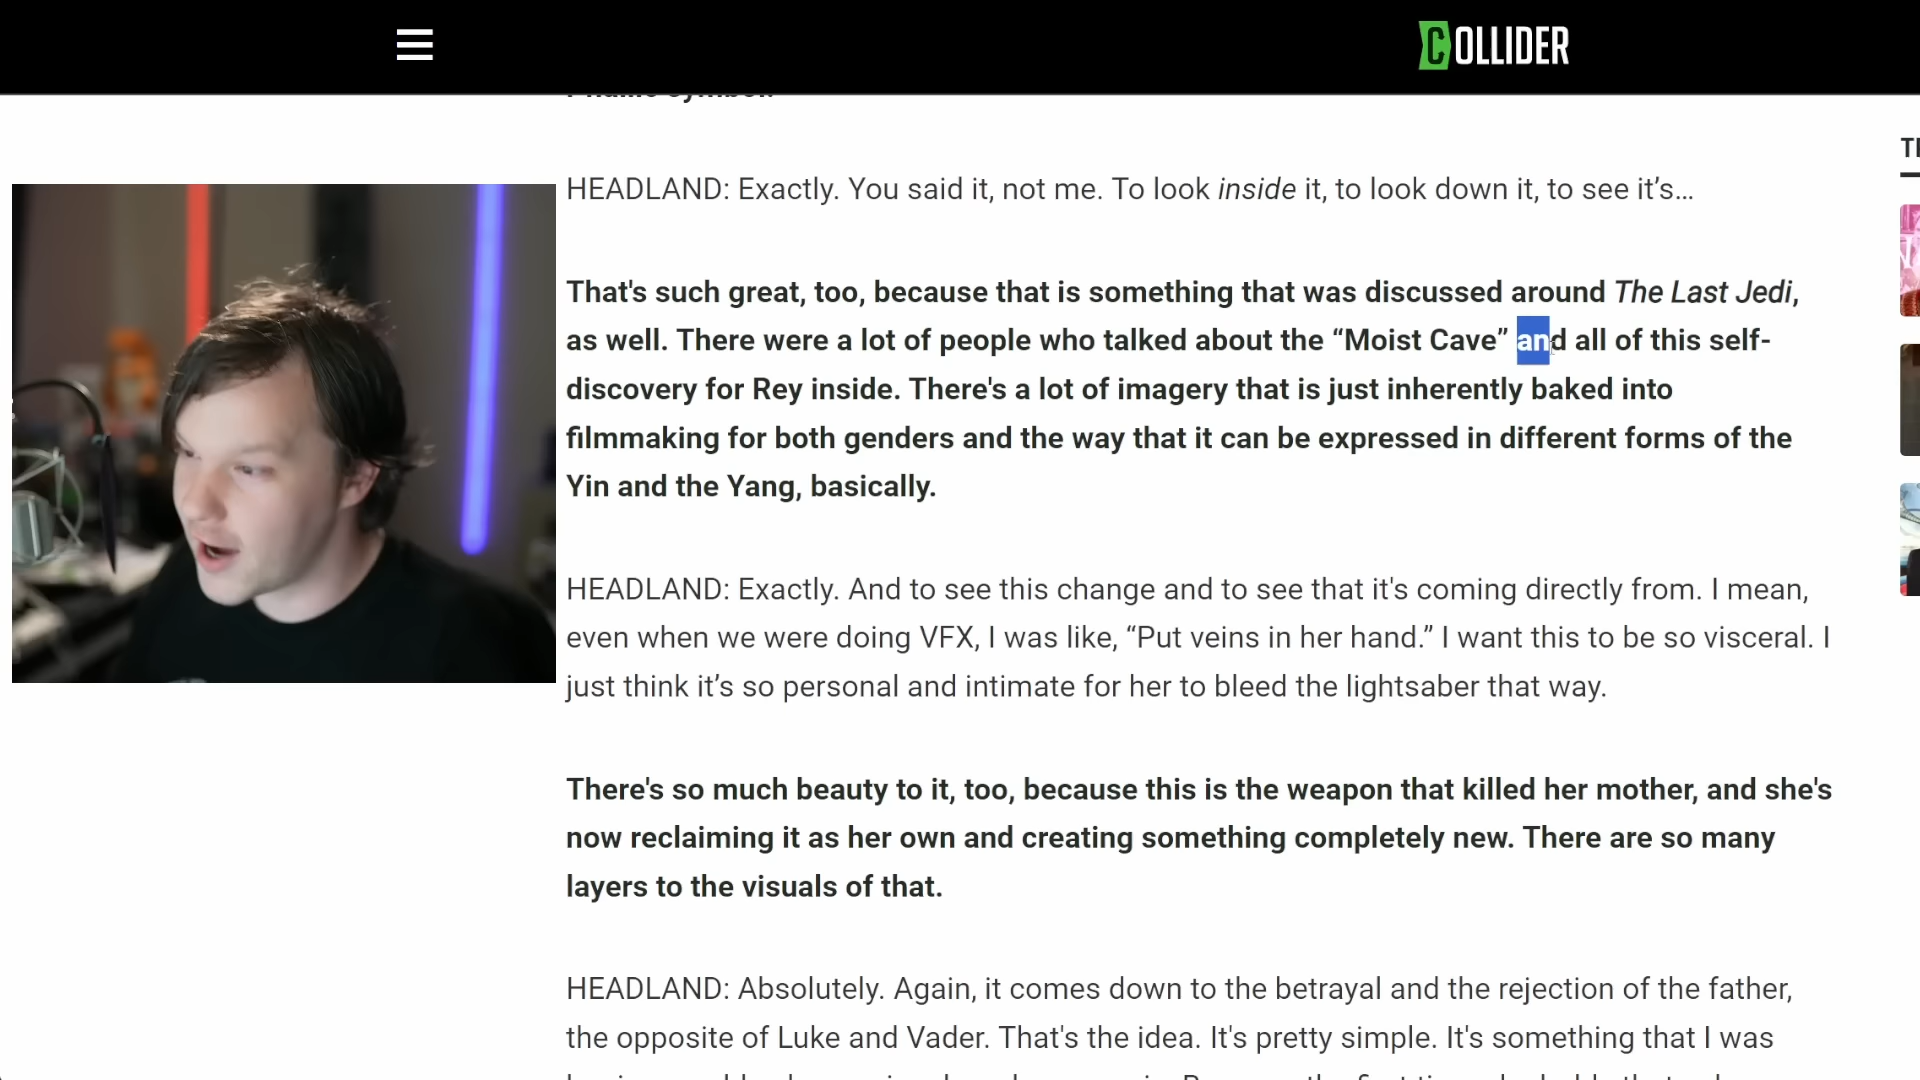 COLLIDER
HEADLAND: Exactly. You said it, not me. To look inside it, to look down it, to see it’s…
That's such great, too, because that is something that was discussed around The Last Jedi,
as well. There were a lot of people who talked about the “Moist Cave” and all of this self-
discovery for Rey inside. There's a lot of imagery that is just inherently baked into
filmmaking for both genders and the way that it can be expressed in different forms of the
Yin and the Yang, basically.
HEADLAND: Exactly. And to see this change and to see that it's coming directly from. I mean,
even when we were doing VFX, I was like, “Put veins in her hand.” I want this to be so visceral. I
just think it’s so personal and intimate for her to bleed the lightsaber that way.
There's so much beauty to it, too, because this is the weapon that killed her mother, and she's
now reclaiming it as her own and creating something completely new. There are so many
layers to the visuals of that.
HEADLAND: Absolutely. Again, it comes down to the betrayal and the rejection of the father,
the opposite of Luke and Vader. That's the idea. It's pretty simple. It's something that I was